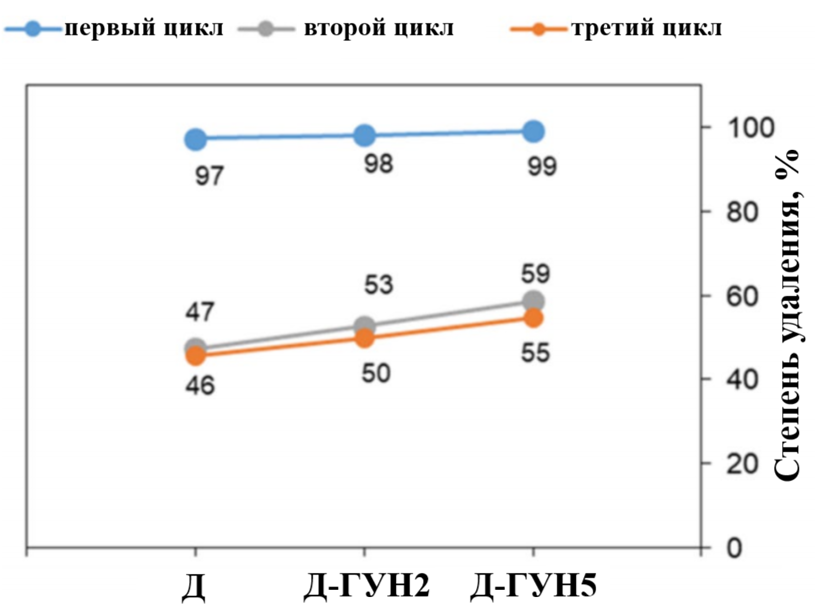 первый цикл второй цикл третий цикл
100
97 98 99
80
Степень удаления, %
60
47 53 59
46 50 55
40
20
0
Д Д-ГУН2 Д-ГУН5